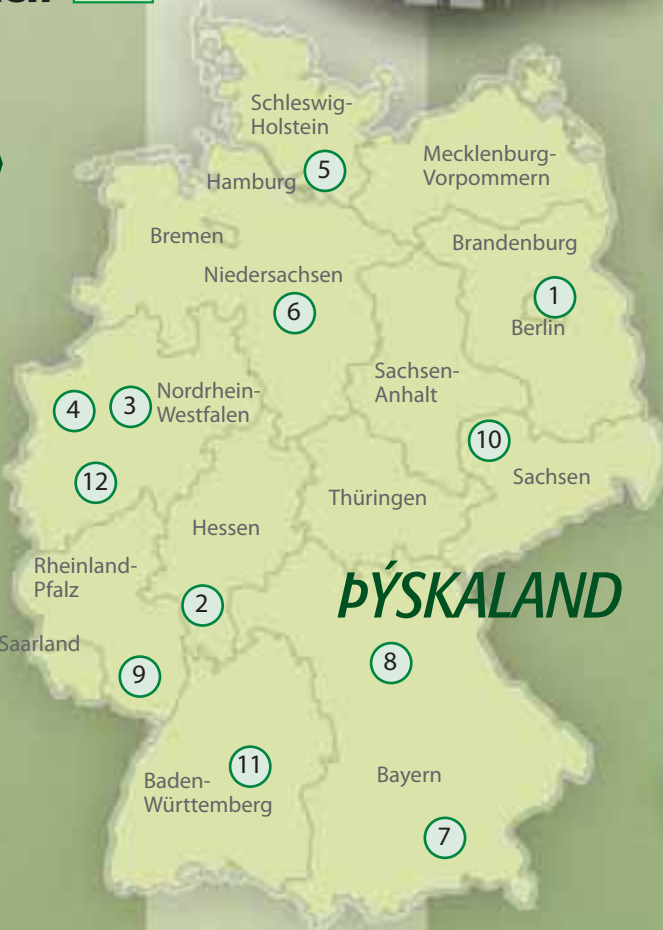 Schleswig-
Holstein
Mecklenburg-
Vorpommern
5
Hamburg
Bremen
Brandenburg
Niedersachsen
1
6
Berlin
Sachsen-
Anhalt
4
3
Nordrhein-
Westfalen
10
12
Sachsen
Thüringen
Hessen
Rheinland-
Pfalz
ÞÝSKALAND
2
Saarland
8
9
11
Baden-
Württemberg
Bayern
7